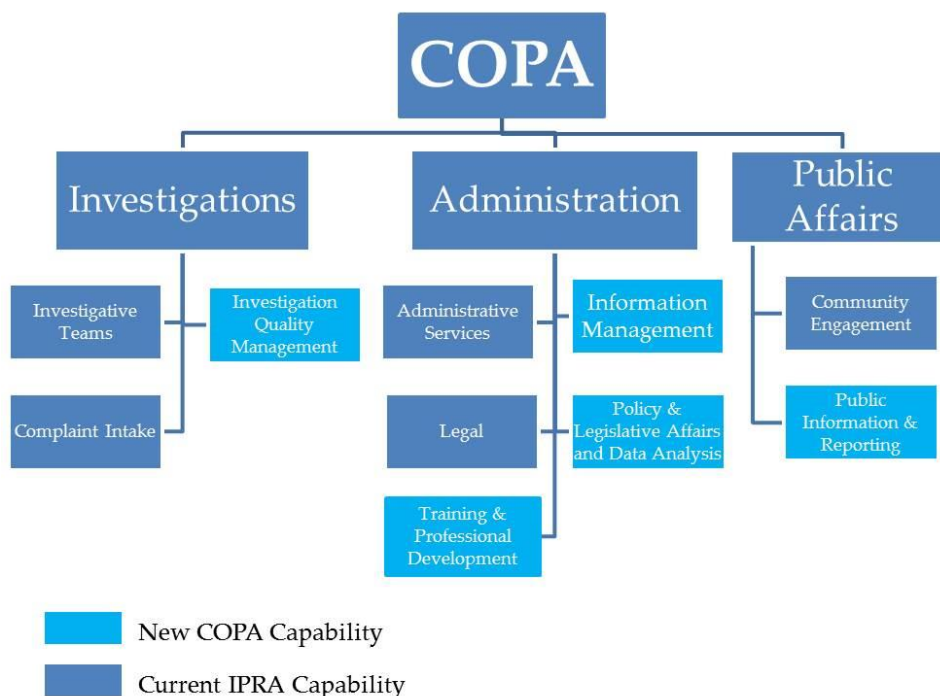 COPA
Investigations
Administration
Public
Affairs
Investigative
Teams
Investigation
Quality
Management
Administrative
Services
Information
Management
Community
Engagement
Complaint Intake
Legal
Policy &
Legislative Affairs
and Data Analysis
Public
Information &
Reporting
Training &
Professional
Development
New COPA Capability
Current IPRA Capability